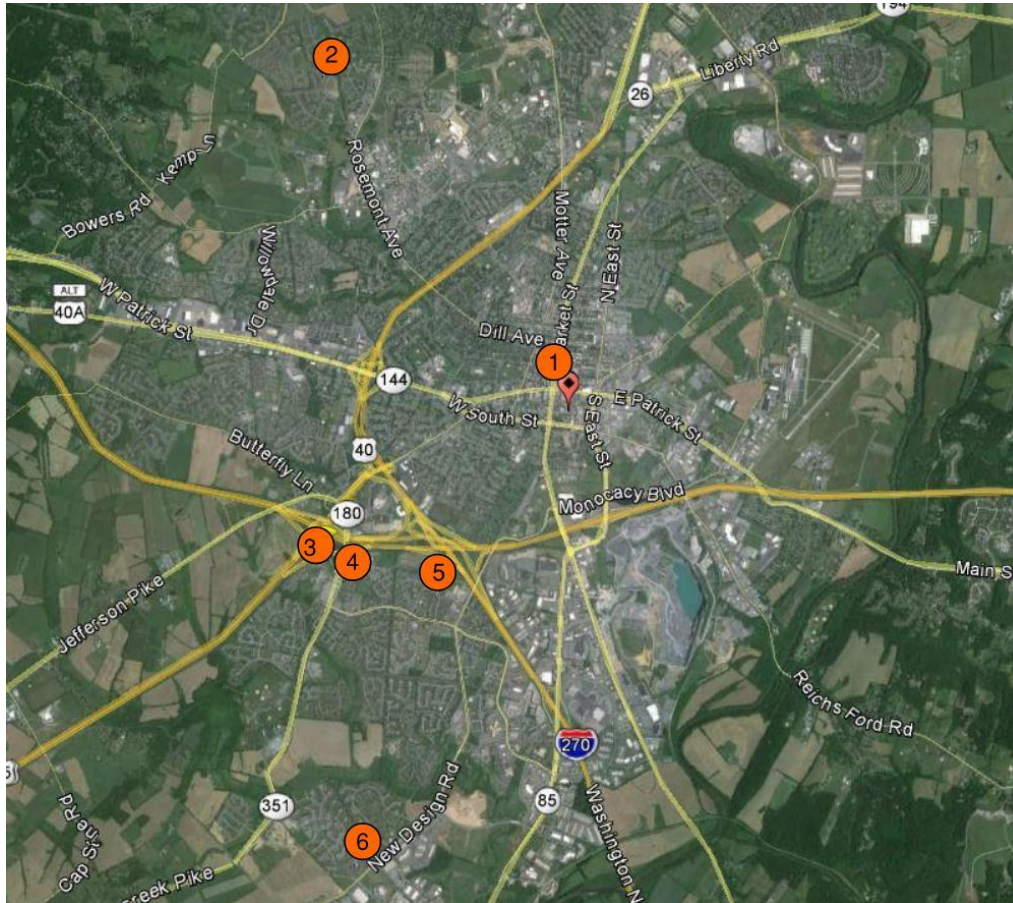 194
2
Liberty Rd
26
Kemp Ln
Bowers Rd
Rosemont Ave
Motter Ave
N East St
Willowdale Dr
ALT
40A
W Patrick St
Dill Ave
arket St
1
144
W South St
E Patrick St
S East St
40
Butterfly Ln
Monocacy Blvd
180
3
4
5
Main S
Jefferson Pike
Reichs Ford Rd
270
5
351
85
Washington N
6
New Design Rd
Cap Stine Rd
reek Pike